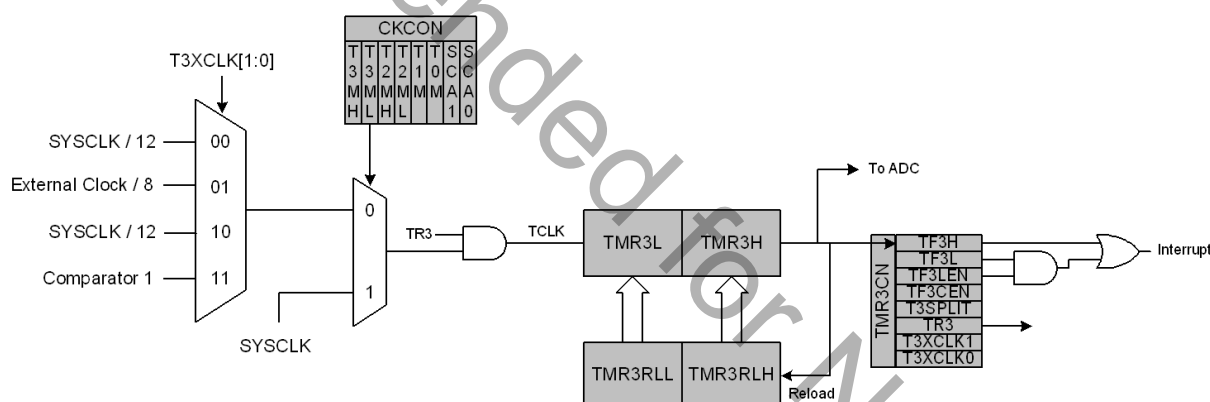 CKCON
T3MH T3ML T2MH T2ML T1M T0M SCA1 SCA0
T3XCLK[1:0]
SYSCLK / 12 00
External Clock / 8 01
SYSCLK / 12 10
Comparator 1 11
0
1
SYSCLK
TR3
TCLK
TMR3L TMR3H
To ADC
TMR3RLL TMR3RLH
Reload
TMR3CN
TF3H
TF3L
TF3LEN
TF3CEN
T3SPLIT
TR3
T3XCLK1
T3XCLK0
Interrupt
ended for N